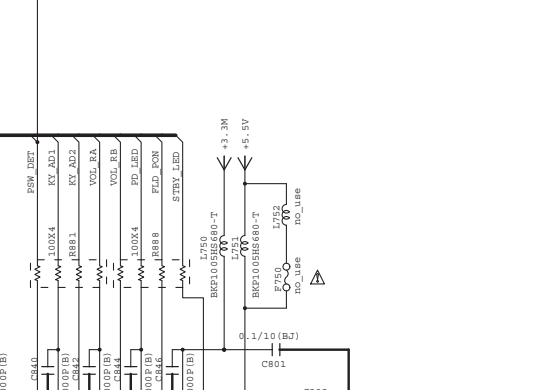 +3.3M
+5.5V
PSW_DET
KY_AD1
KY_AD2
VOL_RA
VOL_RB
PD_LED
FLD_PON
STBY_LED
100X4
R881
100X4
R888
L750
BKP1005HS680-T
L751
BKP1005HS680-T
L752
no_use
F750
no_use
0.1/10(BJ)
C801
C840
C842
C844
C846